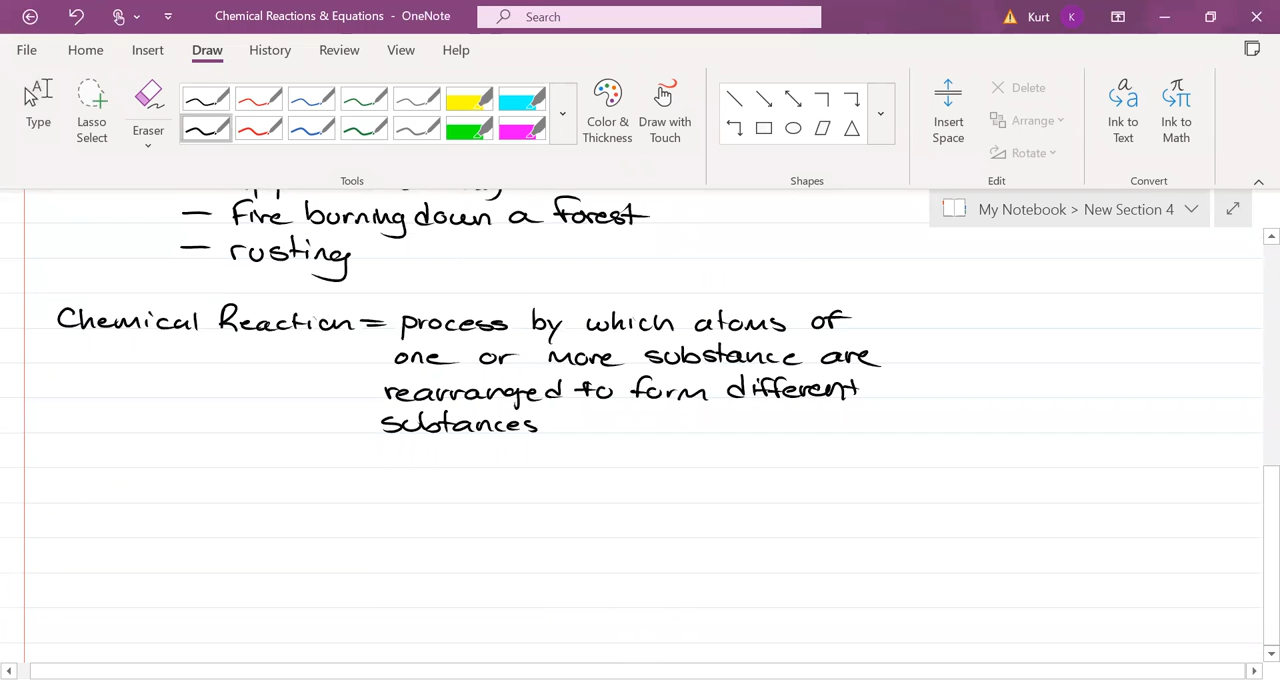 Chemical Reactions & Equations - OneNote
Search
Kurt
K
File
Home
Insert
Draw
History
Review
View
Help
Type
Lasso
Select
Eraser
Color &
Thickness
Draw with
Touch
Insert
Space
Delete
Arrange
Rotate
Ink to
Text
Ink to
Math
Tools
Shapes
Edit
Convert
My Notebook > New Section 4
— Fire burning down a forest
— rusting
Chemical Reaction = process by which atoms of
one or more substance are
rearranged to form different
substances